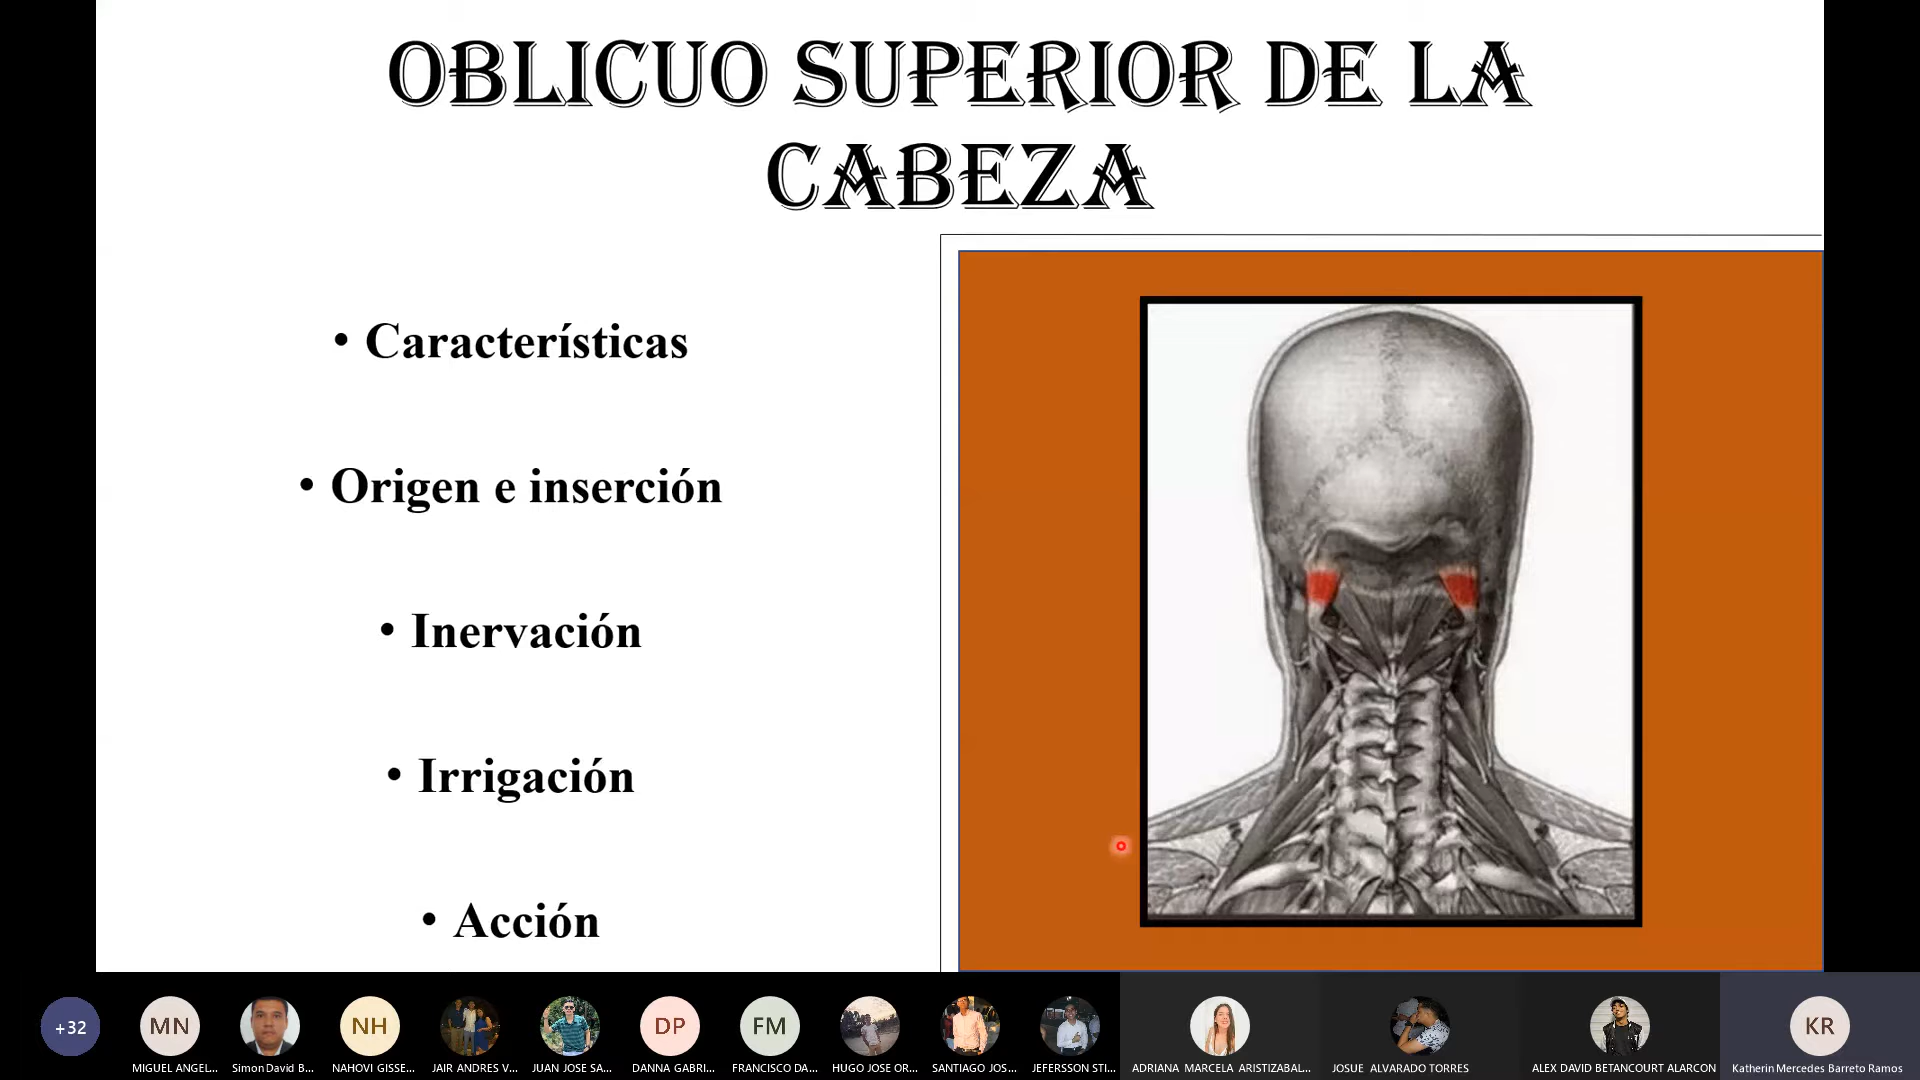 OBLICUO SUPERIOR DE LA
CABEZA
• Características
• Origen e inserción
• Inervación
• Irrigación
• Acción
+32
MN
NH
DP
FM
KR
MIGUEL ANGEL...
Simon David B...
NAHOVI GISSE...
JAIR ANDRES V...
JUAN JOSE SA...
DANNA GABRI...
FRANCISCO DA...
HUGO JOSE OR...
SANTIAGO JOS...
JEFERSSON STI...
ADRIANA MARCELA ARISTIZABAL...
JOSUE ALVARADO TORRES
ALEX DAVID BETANCOURT ALARCON
Katherin Mercedes Barreto Ramos